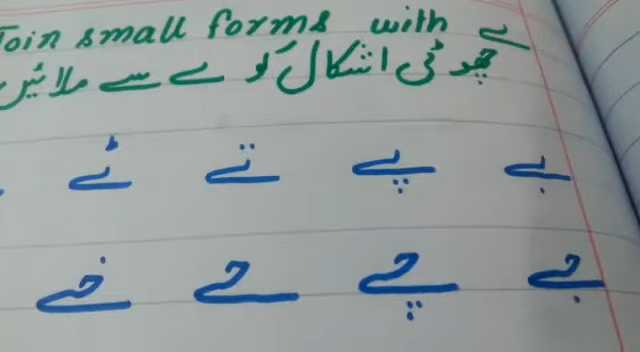 Join small forms with ے
چھوٹی اشکال کو ے سے ملائیں
بے پے تے ٹے
جے چے حے خے